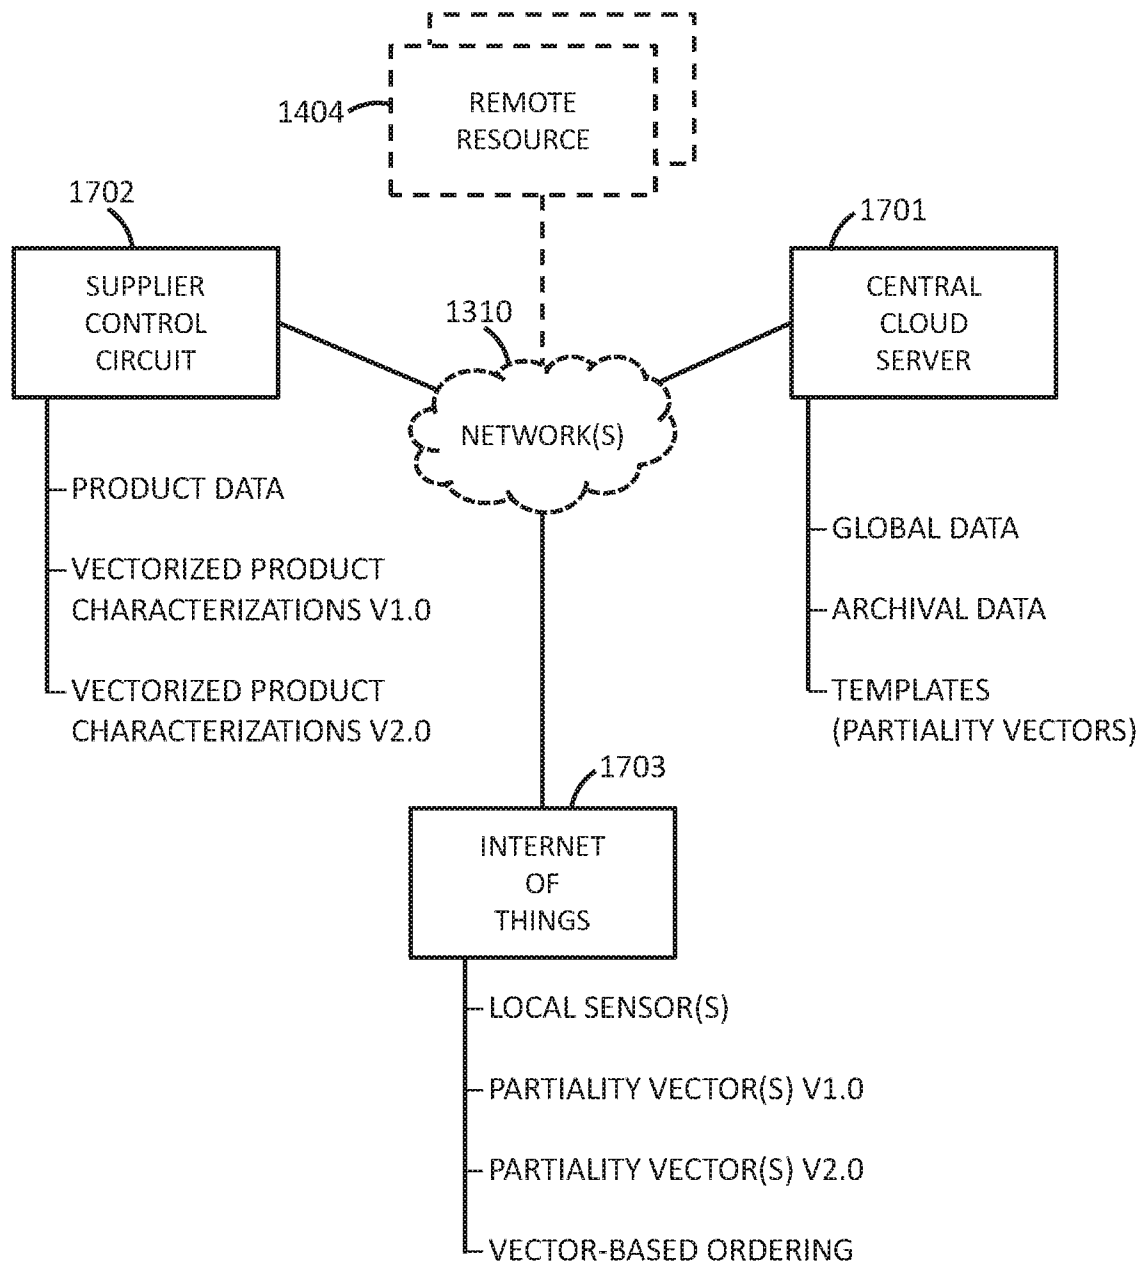 REMOTE
RESOURCE
1404
1702
1701
SUPPLIER
CONTROL
CIRCUIT
CENTRAL
CLOUD
SERVER
1310
NETWORK(S)
PRODUCT DATA
VECTORIZED PRODUCT
CHARACTERIZATIONS V1.0
VECTORIZED PRODUCT
CHARACTERIZATIONS V2.0
GLOBAL DATA
ARCHIVAL DATA
TEMPLATES
(PARTIALITY VECTORS)
1703
INTERNET
OF
THINGS
LOCAL SENSOR(S)
PARTIALITY VECTOR(S) V1.0
PARTIALITY VECTOR(S) V2.0
VECTOR-BASED ORDERING